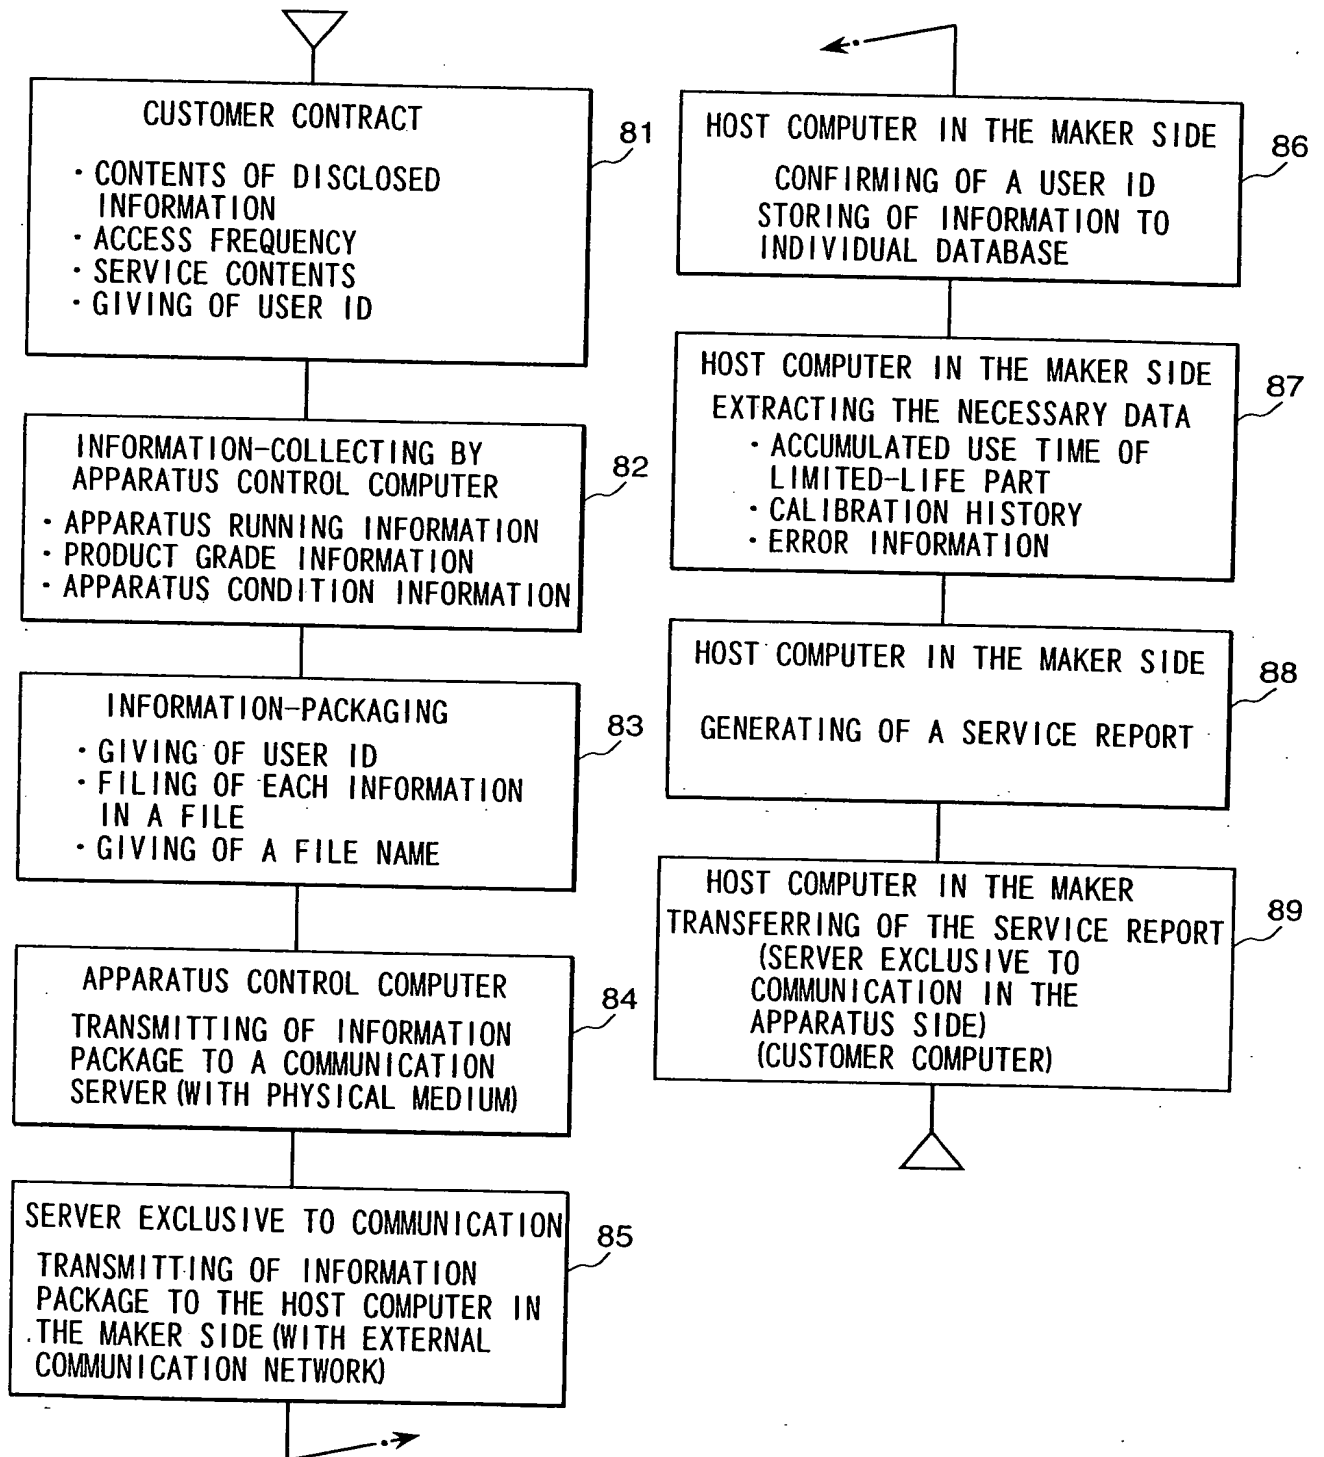 CUSTOMER CONTRACT
· CONTENTS OF DISCLOSED
INFORMATION
· ACCESS FREQUENCY
· SERVICE CONTENTS
· GIVING OF USER ID
81
INFORMATION-COLLECTING BY
APPARATUS CONTROL COMPUTER
· APPARATUS RUNNING INFORMATION
· PRODUCT GRADE INFORMATION
· APPARATUS CONDITION INFORMATION
82
INFORMATION-PACKAGING
· GIVING OF USER ID
· FILING OF EACH INFORMATION
IN A FILE
· GIVING OF A FILE NAME
83
APPARATUS CONTROL COMPUTER
TRANSMITTING OF INFORMATION
PACKAGE TO A COMMUNICATION
SERVER (WITH PHYSICAL MEDIUM)
84
SERVER EXCLUSIVE TO COMMUNICATION
TRANSMITTING OF INFORMATION
PACKAGE TO THE HOST COMPUTER IN
THE MAKER SIDE (WITH EXTERNAL
COMMUNICATION NETWORK)
85
HOST COMPUTER IN THE MAKER SIDE
CONFIRMING OF A USER ID
STORING OF INFORMATION TO
INDIVIDUAL DATABASE
86
HOST COMPUTER IN THE MAKER SIDE
EXTRACTING THE NECESSARY DATA
· ACCUMULATED USE TIME OF
LIMITED-LIFE PART
· CALIBRATION HISTORY
· ERROR INFORMATION
87
HOST COMPUTER IN THE MAKER SIDE
GENERATING OF A SERVICE REPORT
88
HOST COMPUTER IN THE MAKER
TRANSFERRING OF THE SERVICE REPORT
(SERVER EXCLUSIVE TO
COMMUNICATION IN THE
APPARATUS SIDE)
(CUSTOMER COMPUTER)
89